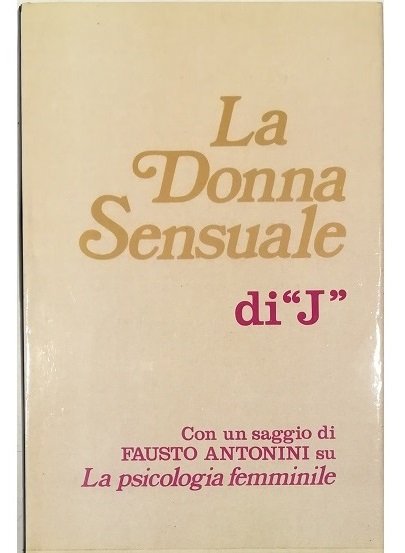 La
Donna
Sensuale
di “J”
Con un saggio di
FAUSTO ANTONINI su
La psicologia femminile